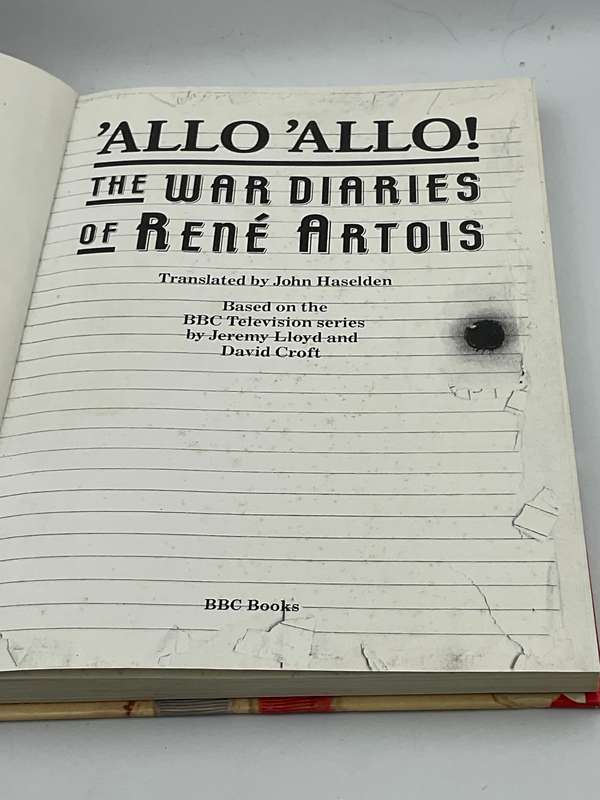 'ALLO 'ALLO!
THE WAR DIARIES
OF RENÉ ARTOIS
Translated by John Haselden
Based on the
BBC Television series
by Jeremy Lloyd and
David Croft
BBC Books